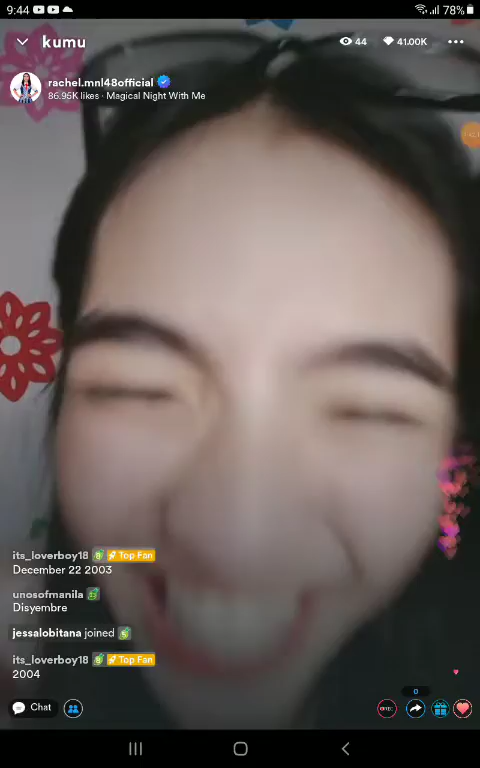 9:44
78%
kumu
44
41.00K
rachel.mnl48official
86.96K likes · Magical Night With Me
its_loverboy18 Top Fan
December 22 2003
unosofmanila
Disyembre
jessalobitana joined
its_loverboy18 Top Fan
2004
0
Chat